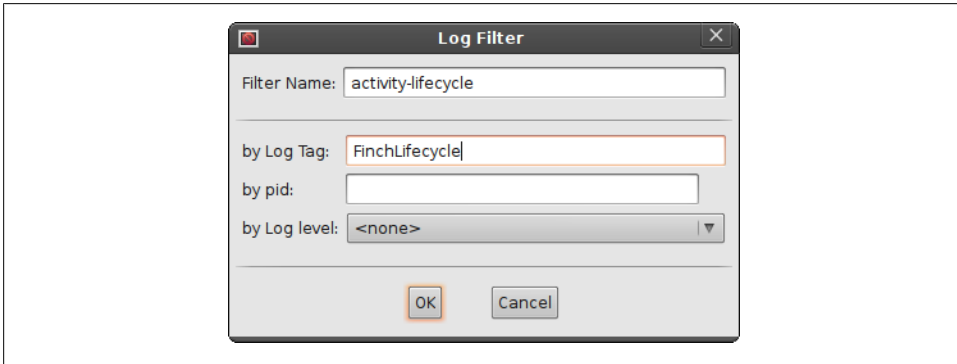 Log Filter
Filter Name: activity-lifecycle
by Log Tag: FinchLifecycle
by pid:
by Log level: <none>
OK Cancel